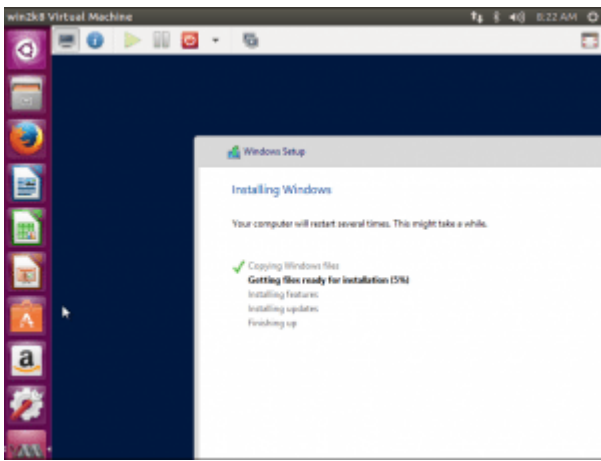 win2k8 Virtual Machine
8:22 AM
Windows Setup
Installing Windows
Your computer will restart several times. This might take a while.
Copying Windows files
Getting files ready for installation (5%)
Installing features
Installing updates
Finishing up
a